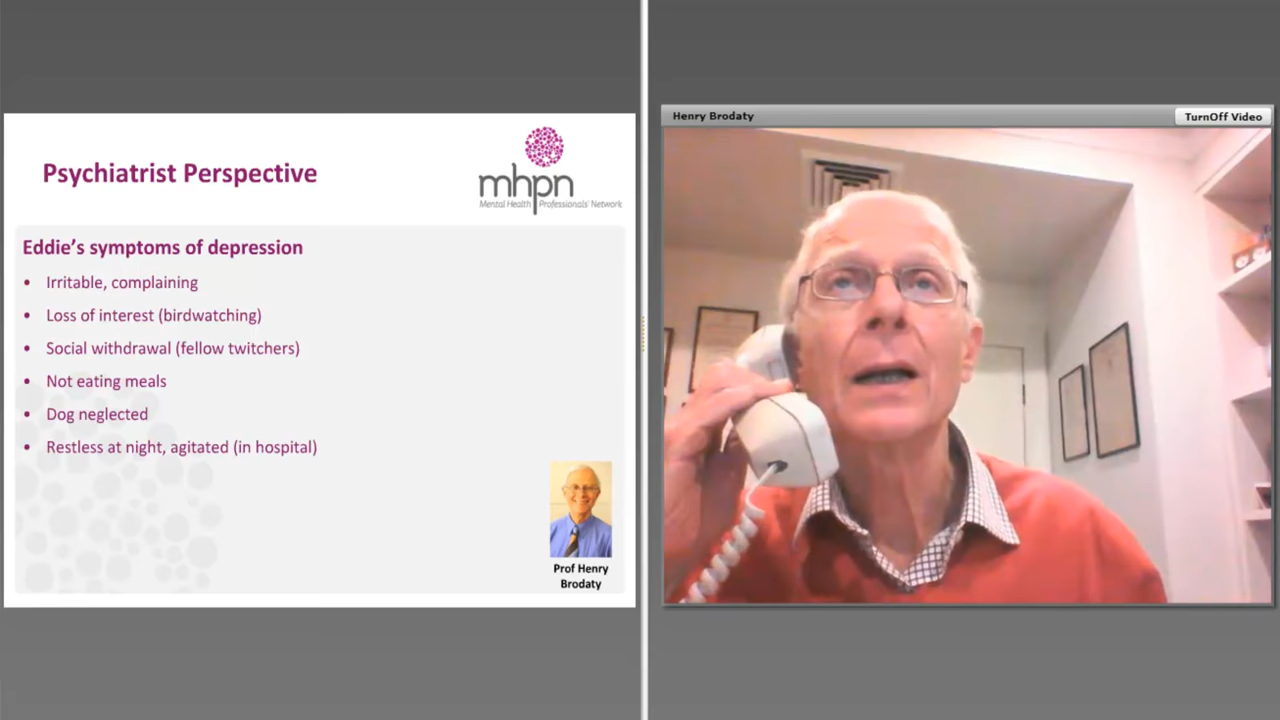 Psychiatrist Perspective
mhpn
Mental Health Professionals' Network
Eddie's symptoms of depression
• Irritable, complaining
• Loss of interest (birdwatching)
• Social withdrawal (fellow twitchers)
• Not eating meals
• Dog neglected
• Restless at night, agitated (in hospital)
Prof Henry
Brodaty
Henry Brodaty
TurnOff Video